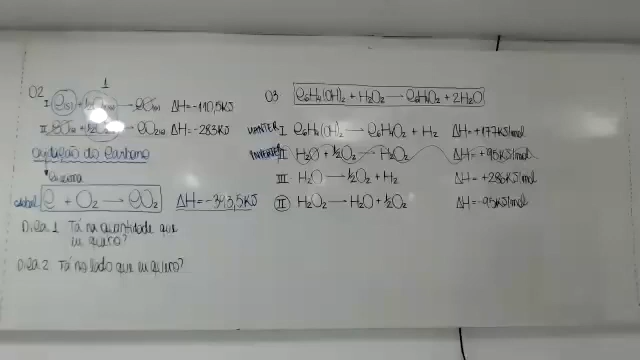 02
1
I. C(s) + ½O2(g) → CO(g) ΔH=-110,5KJ
II. CO(g) + ½O2(g) → CO2(g) ΔH=-283KJ
oxidação do Carbono
Global C + O2 → CO2 ΔH=-393,5KJ
Dica 1 Tá na quantidade que
eu quero?
Dica 2 Tá no lado que eu quero?
03 C6H4(OH)2 + H2O2 → C6H4O2 + 2H2O
MANTER I C6H4(OH)2 → C6H4O2 + H2 ΔH=+177KJ/mol
INVERTER II H2O + ½O2 → H2O2 ΔH=+95KJ/mol
III H2O → ½O2 + H2 ΔH=+286KJ/mol
II H2O2 → H2O + ½O2 ΔH=-95KJ/mol